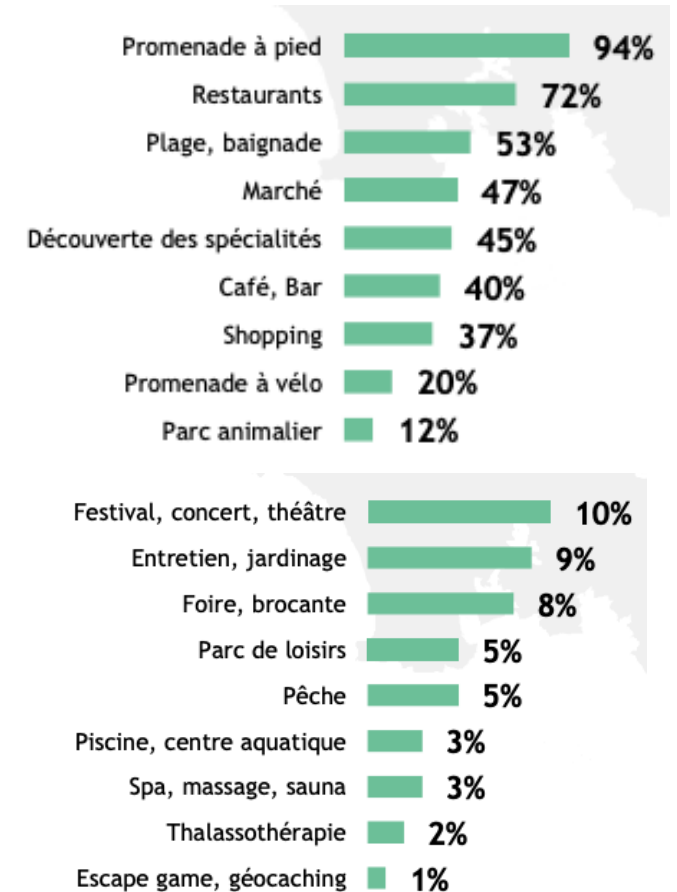 Promenade à pied 94%
Restaurants 72%
Plage, baignade 53%
Marché 47%
Découverte des spécialités 45%
Café, Bar 40%
Shopping 37%
Promenade à vélo 20%
Parc animalier 12%
Festival, concert, théâtre 10%
Entretien, jardinage 9%
Foire, brocante 8%
Parc de loisirs 5%
Pêche 5%
Piscine, centre aquatique 3%
Spa, massage, sauna 3%
Thalassothérapie 2%
Escape game, géocaching 1%